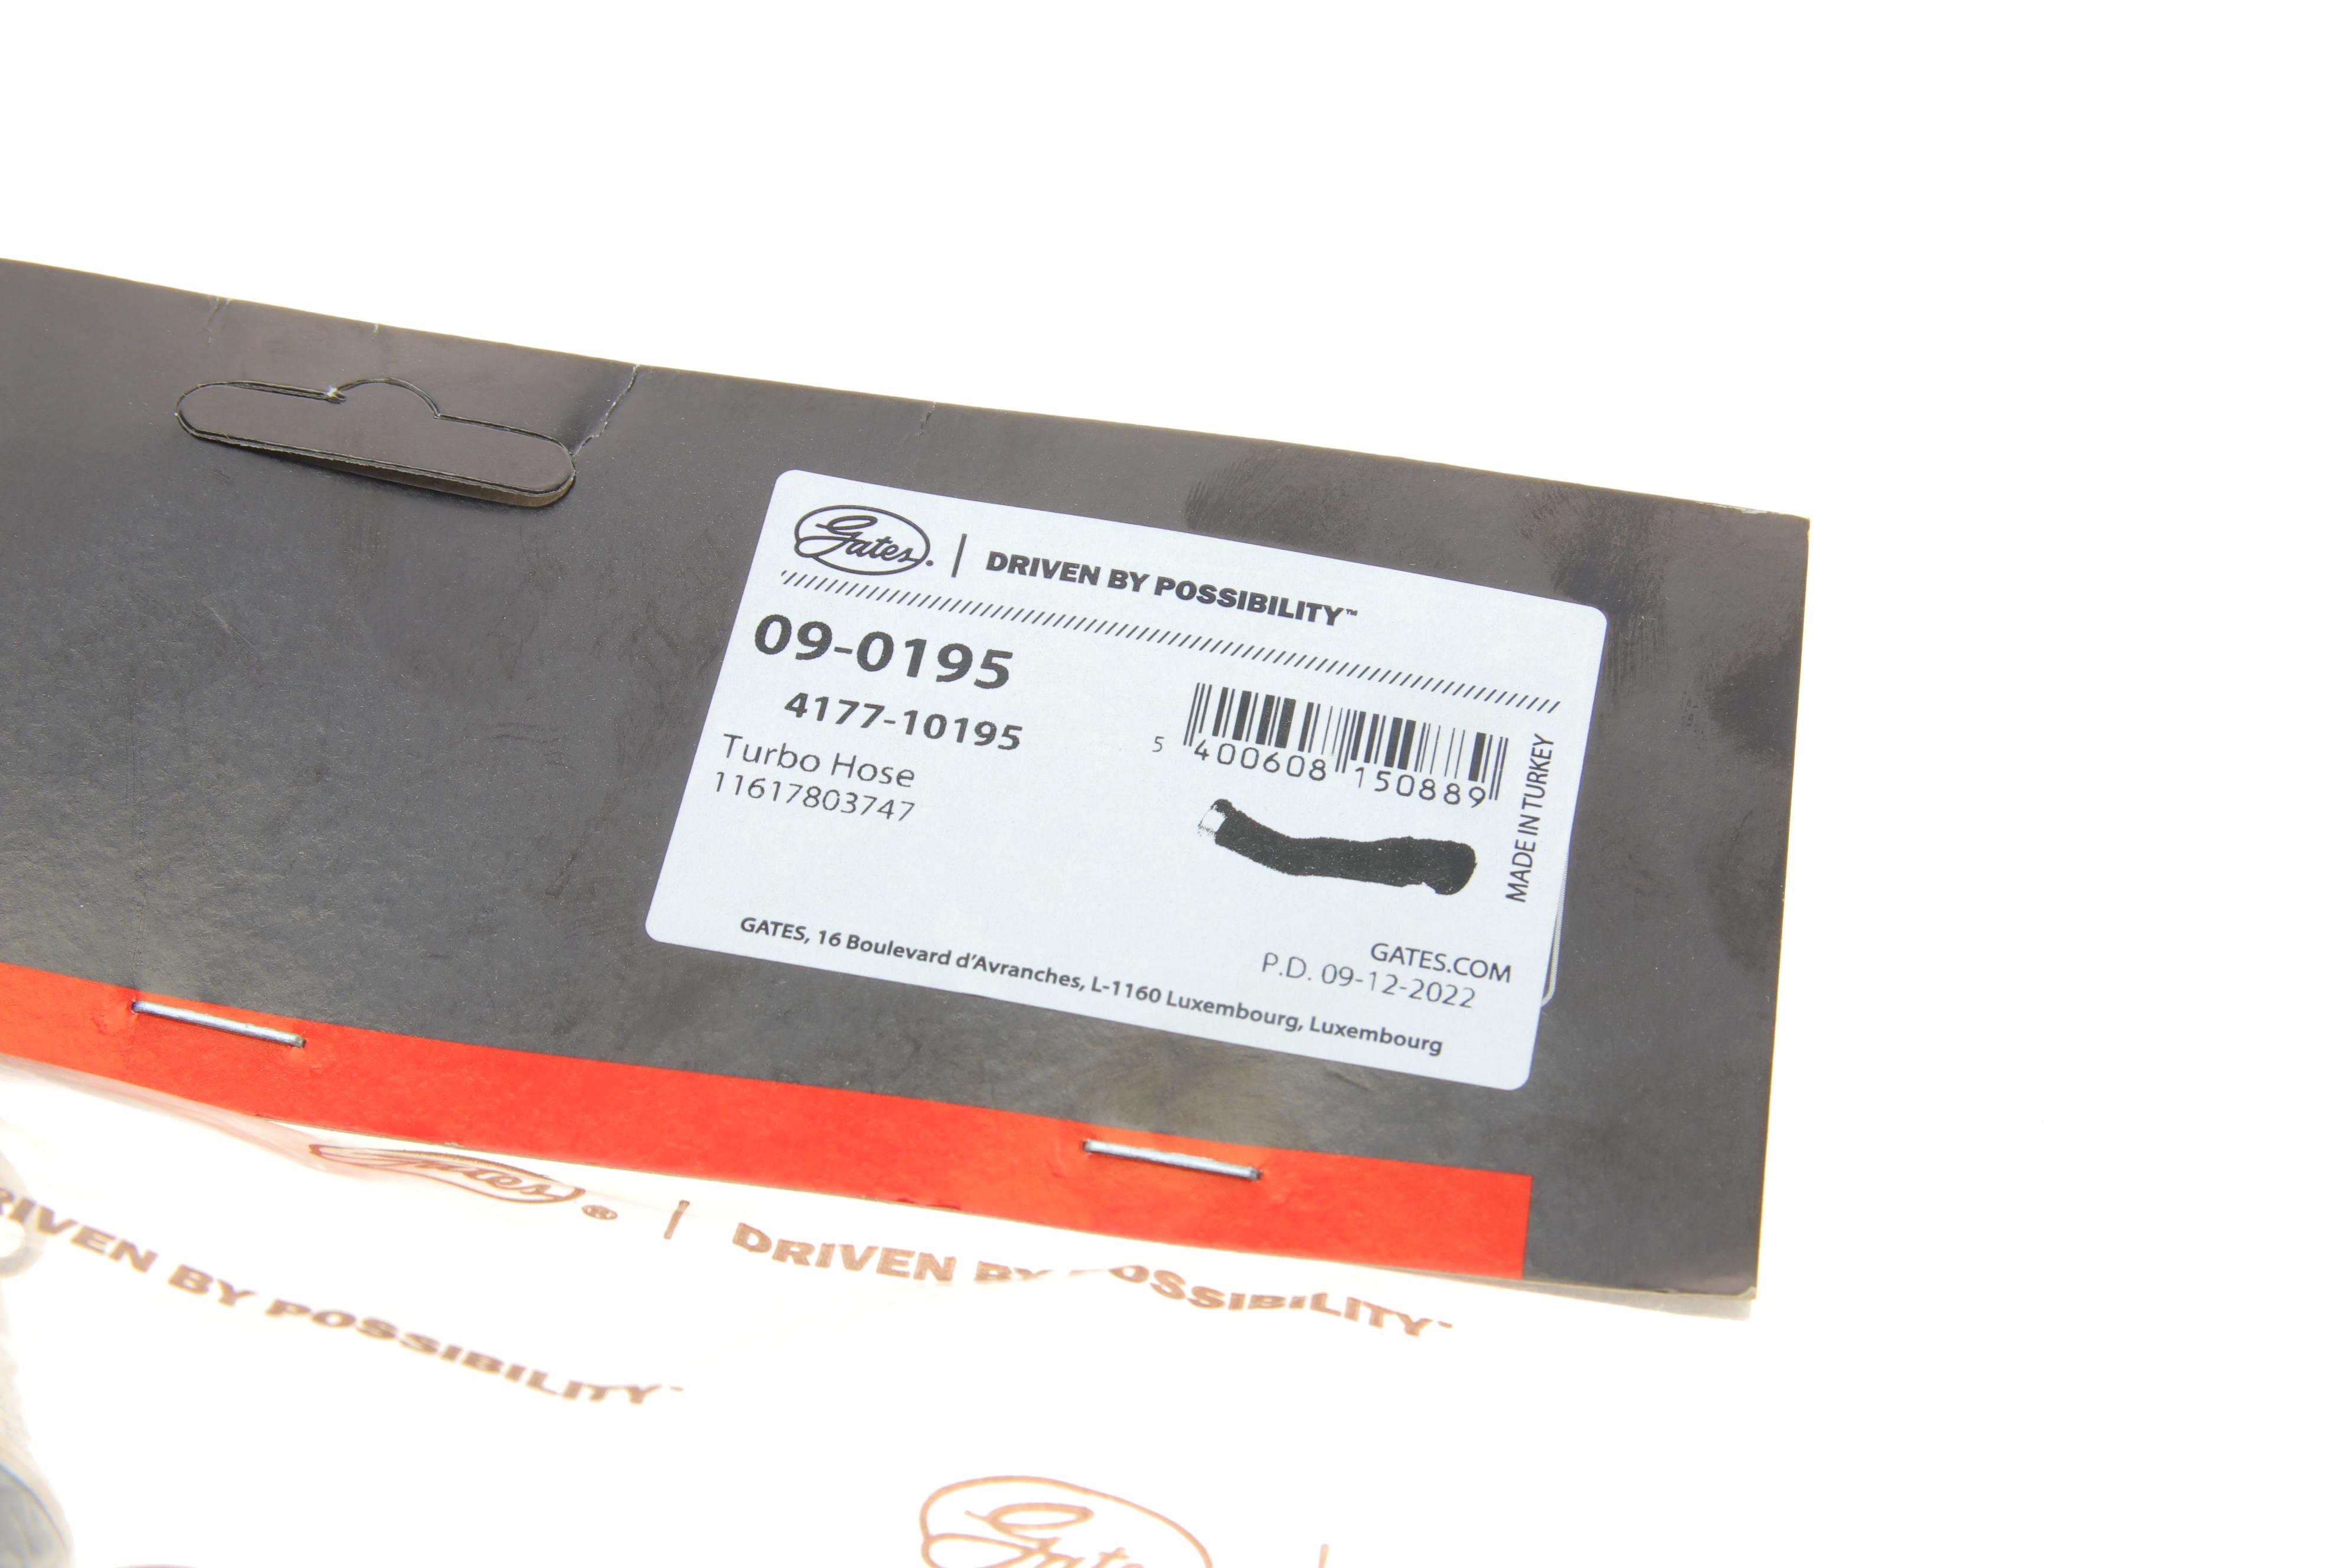 Gates. | DRIVEN BY POSSIBILITY™
09-0195
4177-10195
Turbo Hose
11617803747
5 400608 150889
MADE IN TURKEY
GATES.COM
P.D. 09-12-2022
GATES, 16 Boulevard d'Avranches, L-1160 Luxembourg, Luxembourg
Gates® | DRIVEN BY POSSIBILITY™
RIVEN BY POSSIBILITY™
Gates